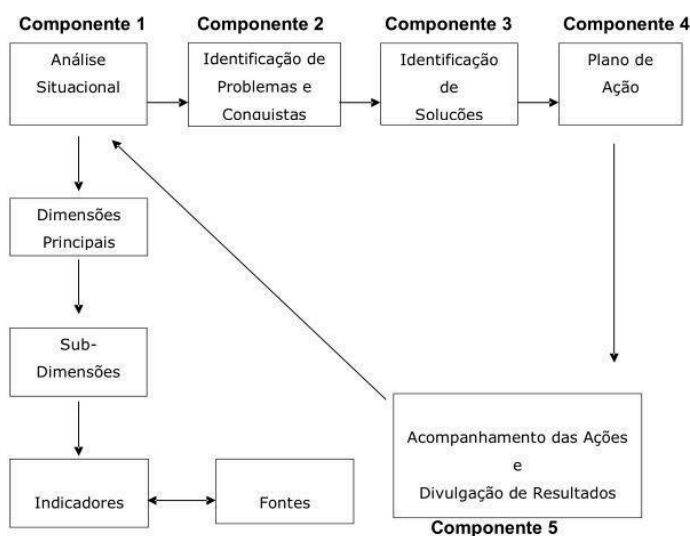 Componente 1
Componente 2
Componente 3
Componente 4
Análise
Situacional
Identificação de
Problemas e
Conquistas
Identificação
de
Soluções
Plano de
Ação
Dimensões
Principais
Sub-
Dimensões
Indicadores
Fontes
Acompanhamento das Ações
e
Divulgação de Resultados
Componente 5